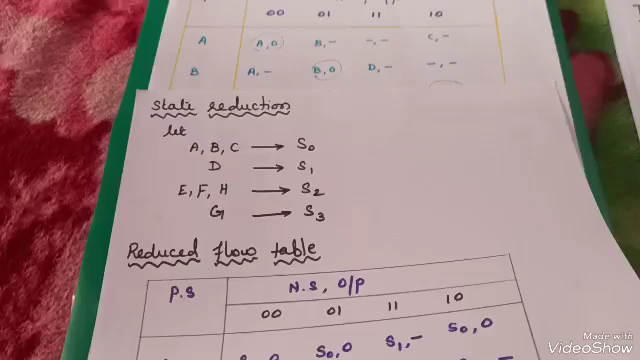 00 01 11 10
A A,0 B,- -,- C,-
B A,- B,0 D,- -,-
State reduction
let
A, B, C → S0
D → S1
E, F, H → S2
G → S3
Reduced flow table
P.S N.S, O/P
00 01 11 10
S0,0 S1,- S0,0
Made with
VideoShow